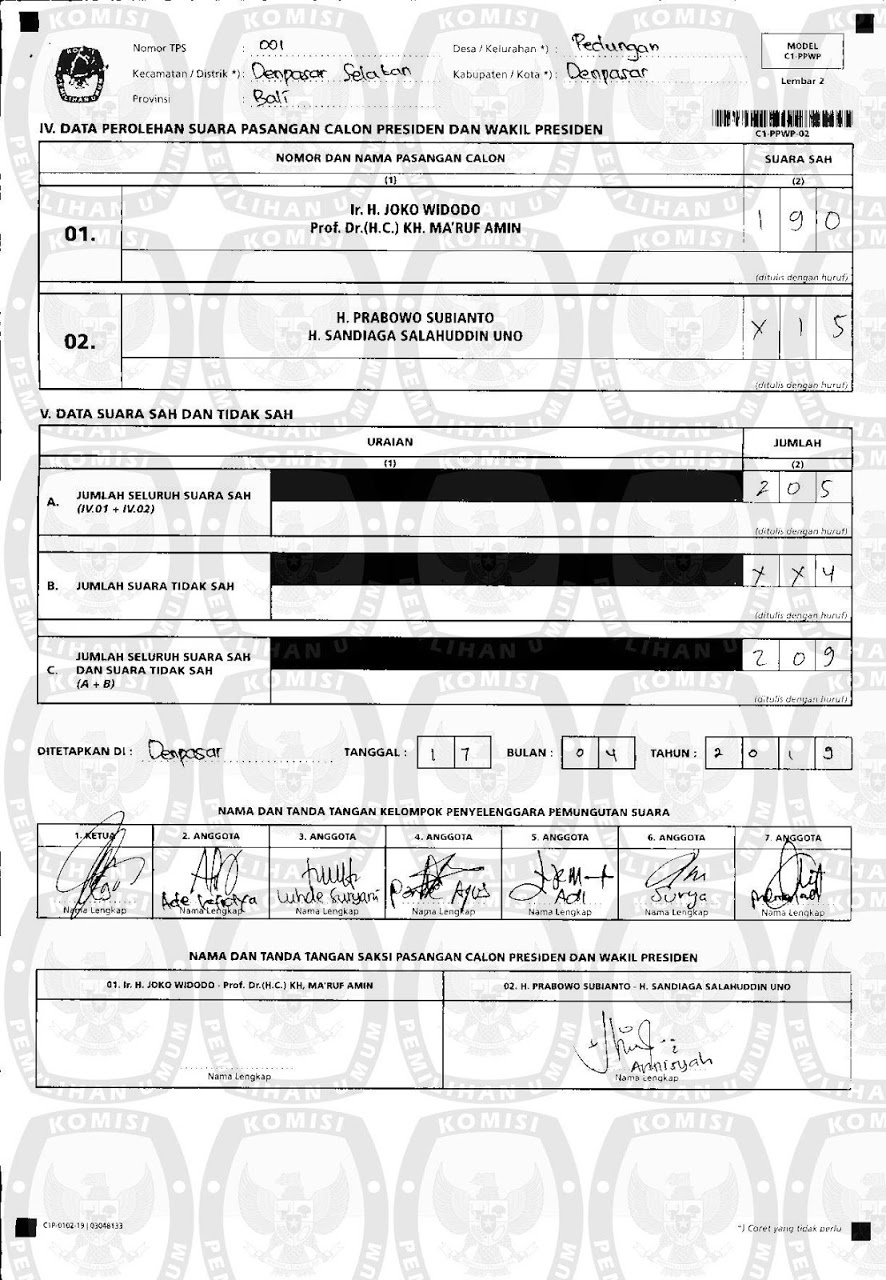 Nomor TPS : 001
Desa / Kelurahan *) : Pedungan
MODEL
C1-PPWP
Kecamatan / Distrik *) : Denpasar Selatan
Kabupaten / Kota *) : Denpasar
Lembar 2
Provinsi : Bali
IV. DATA PEROLEHAN SUARA PASANGAN CALON PRESIDEN DAN WAKIL PRESIDEN
C1-PPWP-02
NOMOR DAN NAMA PASANGAN CALON
SUARA SAH
(1)
(2)
01.
Ir. H. JOKO WIDODO
Prof. Dr.(H.C.) KH. MA'RUF AMIN
1 9 0
(ditulis dengan huruf)
02.
H. PRABOWO SUBIANTO
H. SANDIAGA SALAHUDDIN UNO
X 1 5
(ditulis dengan huruf)
V. DATA SUARA SAH DAN TIDAK SAH
URAIAN
JUMLAH
(1)
(2)
A. JUMLAH SELURUH SUARA SAH
(IV.01 + IV.02)
2 0 5
(ditulis dengan huruf)
B. JUMLAH SUARA TIDAK SAH
X X 4
(ditulis dengan huruf)
C. JUMLAH SELURUH SUARA SAH
DAN SUARA TIDAK SAH
(A + B)
2 0 9
(ditulis dengan huruf)
DITETAPKAN DI : Denpasar TANGGAL : 1 7 BULAN : 0 4 TAHUN : 2 0 1 9
NAMA DAN TANDA TANGAN KELOMPOK PENYELENGGARA PEMUNGUTAN SUARA
1. KETUA 2. ANGGOTA 3. ANGGOTA 4. ANGGOTA 5. ANGGOTA 6. ANGGOTA 7. ANGGOTA
Ade Luhde Suryani Agus Adi Surya
Nama Lengkap Nama Lengkap Nama Lengkap Nama Lengkap Nama Lengkap Nama Lengkap Nama Lengkap
NAMA DAN TANDA TANGAN SAKSI PASANGAN CALON PRESIDEN DAN WAKIL PRESIDEN
01. Ir. H. JOKO WIDODO - Prof. Dr.(H.C.) KH, MA'RUF AMIN
02. H. PRABOWO SUBIANTO - H. SANDIAGA SALAHUDDIN UNO
Annisyah
Nama Lengkap
Nama Lengkap
C1P-0102-19 | 03048133
*) Coret yang tidak perlu